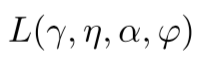 L(γ, η, α, φ)